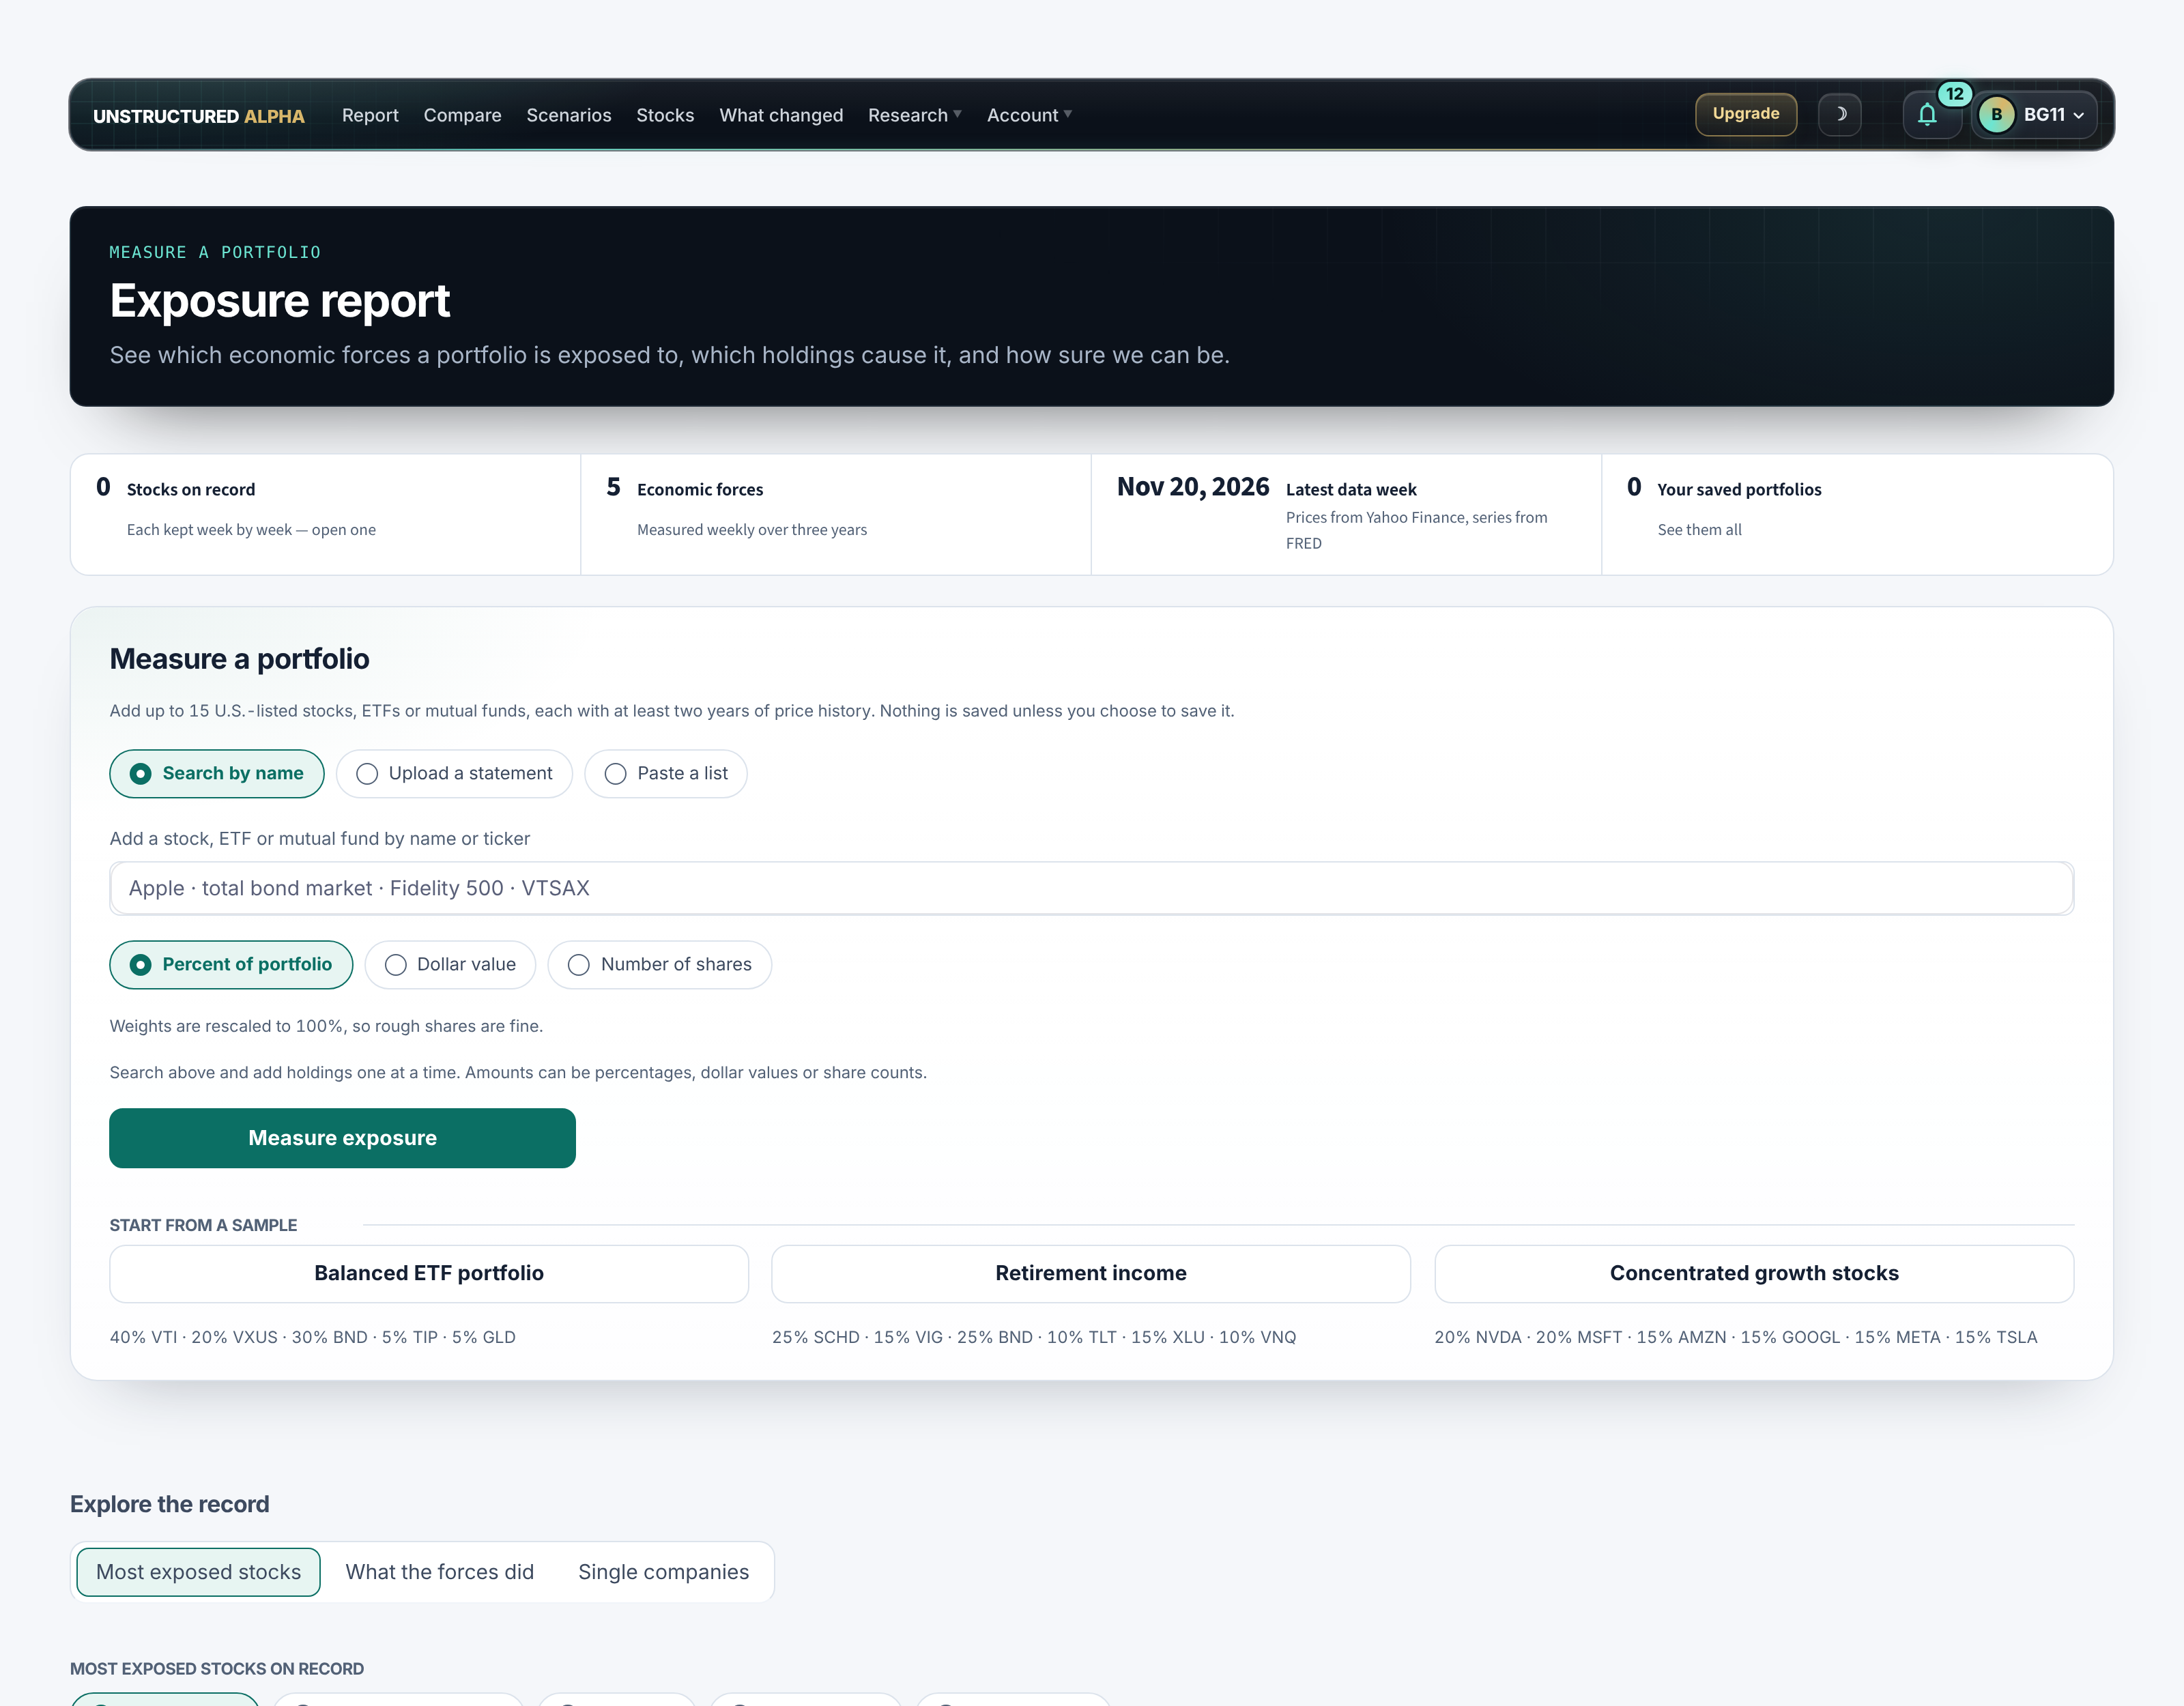 UNSTRUCTURED ALPHA Report Compare Scenarios Stocks What changed Research Account Upgrade 12 B BG11
MEASURE A PORTFOLIO
Exposure report
See which economic forces a portfolio is exposed to, which holdings cause it, and how sure we can be.
0 Stocks on record
Each kept week by week — open one
5 Economic forces
Measured weekly over three years
Nov 20, 2026 Latest data week
Prices from Yahoo Finance, series from
FRED
0 Your saved portfolios
See them all
Measure a portfolio
Add up to 15 U.S.-listed stocks, ETFs or mutual funds, each with at least two years of price history. Nothing is saved unless you choose to save it.
Search by name Upload a statement Paste a list
Add a stock, ETF or mutual fund by name or ticker
Apple · total bond market · Fidelity 500 · VTSAX
Percent of portfolio Dollar value Number of shares
Weights are rescaled to 100%, so rough shares are fine.
Search above and add holdings one at a time. Amounts can be percentages, dollar values or share counts.
Measure exposure
START FROM A SAMPLE
Balanced ETF portfolio Retirement income Concentrated growth stocks
40% VTI · 20% VXUS · 30% BND · 5% TIP · 5% GLD 25% SCHD · 15% VIG · 25% BND · 10% TLT · 15% XLU · 10% VNQ 20% NVDA · 20% MSFT · 15% AMZN · 15% GOOGL · 15% META · 15% TSLA
Explore the record
Most exposed stocks What the forces did Single companies
MOST EXPOSED STOCKS ON RECORD